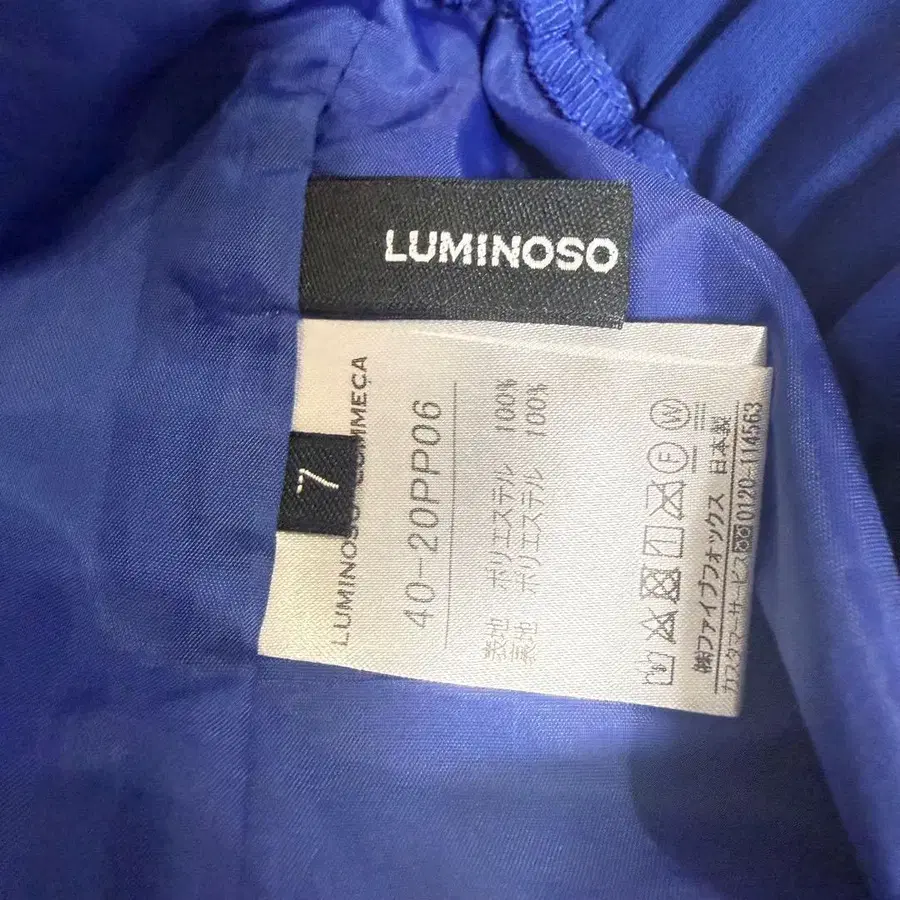 LUMINOSO
7
LUMINOSO COMMEÇA
40-20PP06
表地 ポリエステル 100%
裏地 ポリエステル 100%
F W
㈱ファイブフォックス 日本製
カスタマーサービス 0120-114563